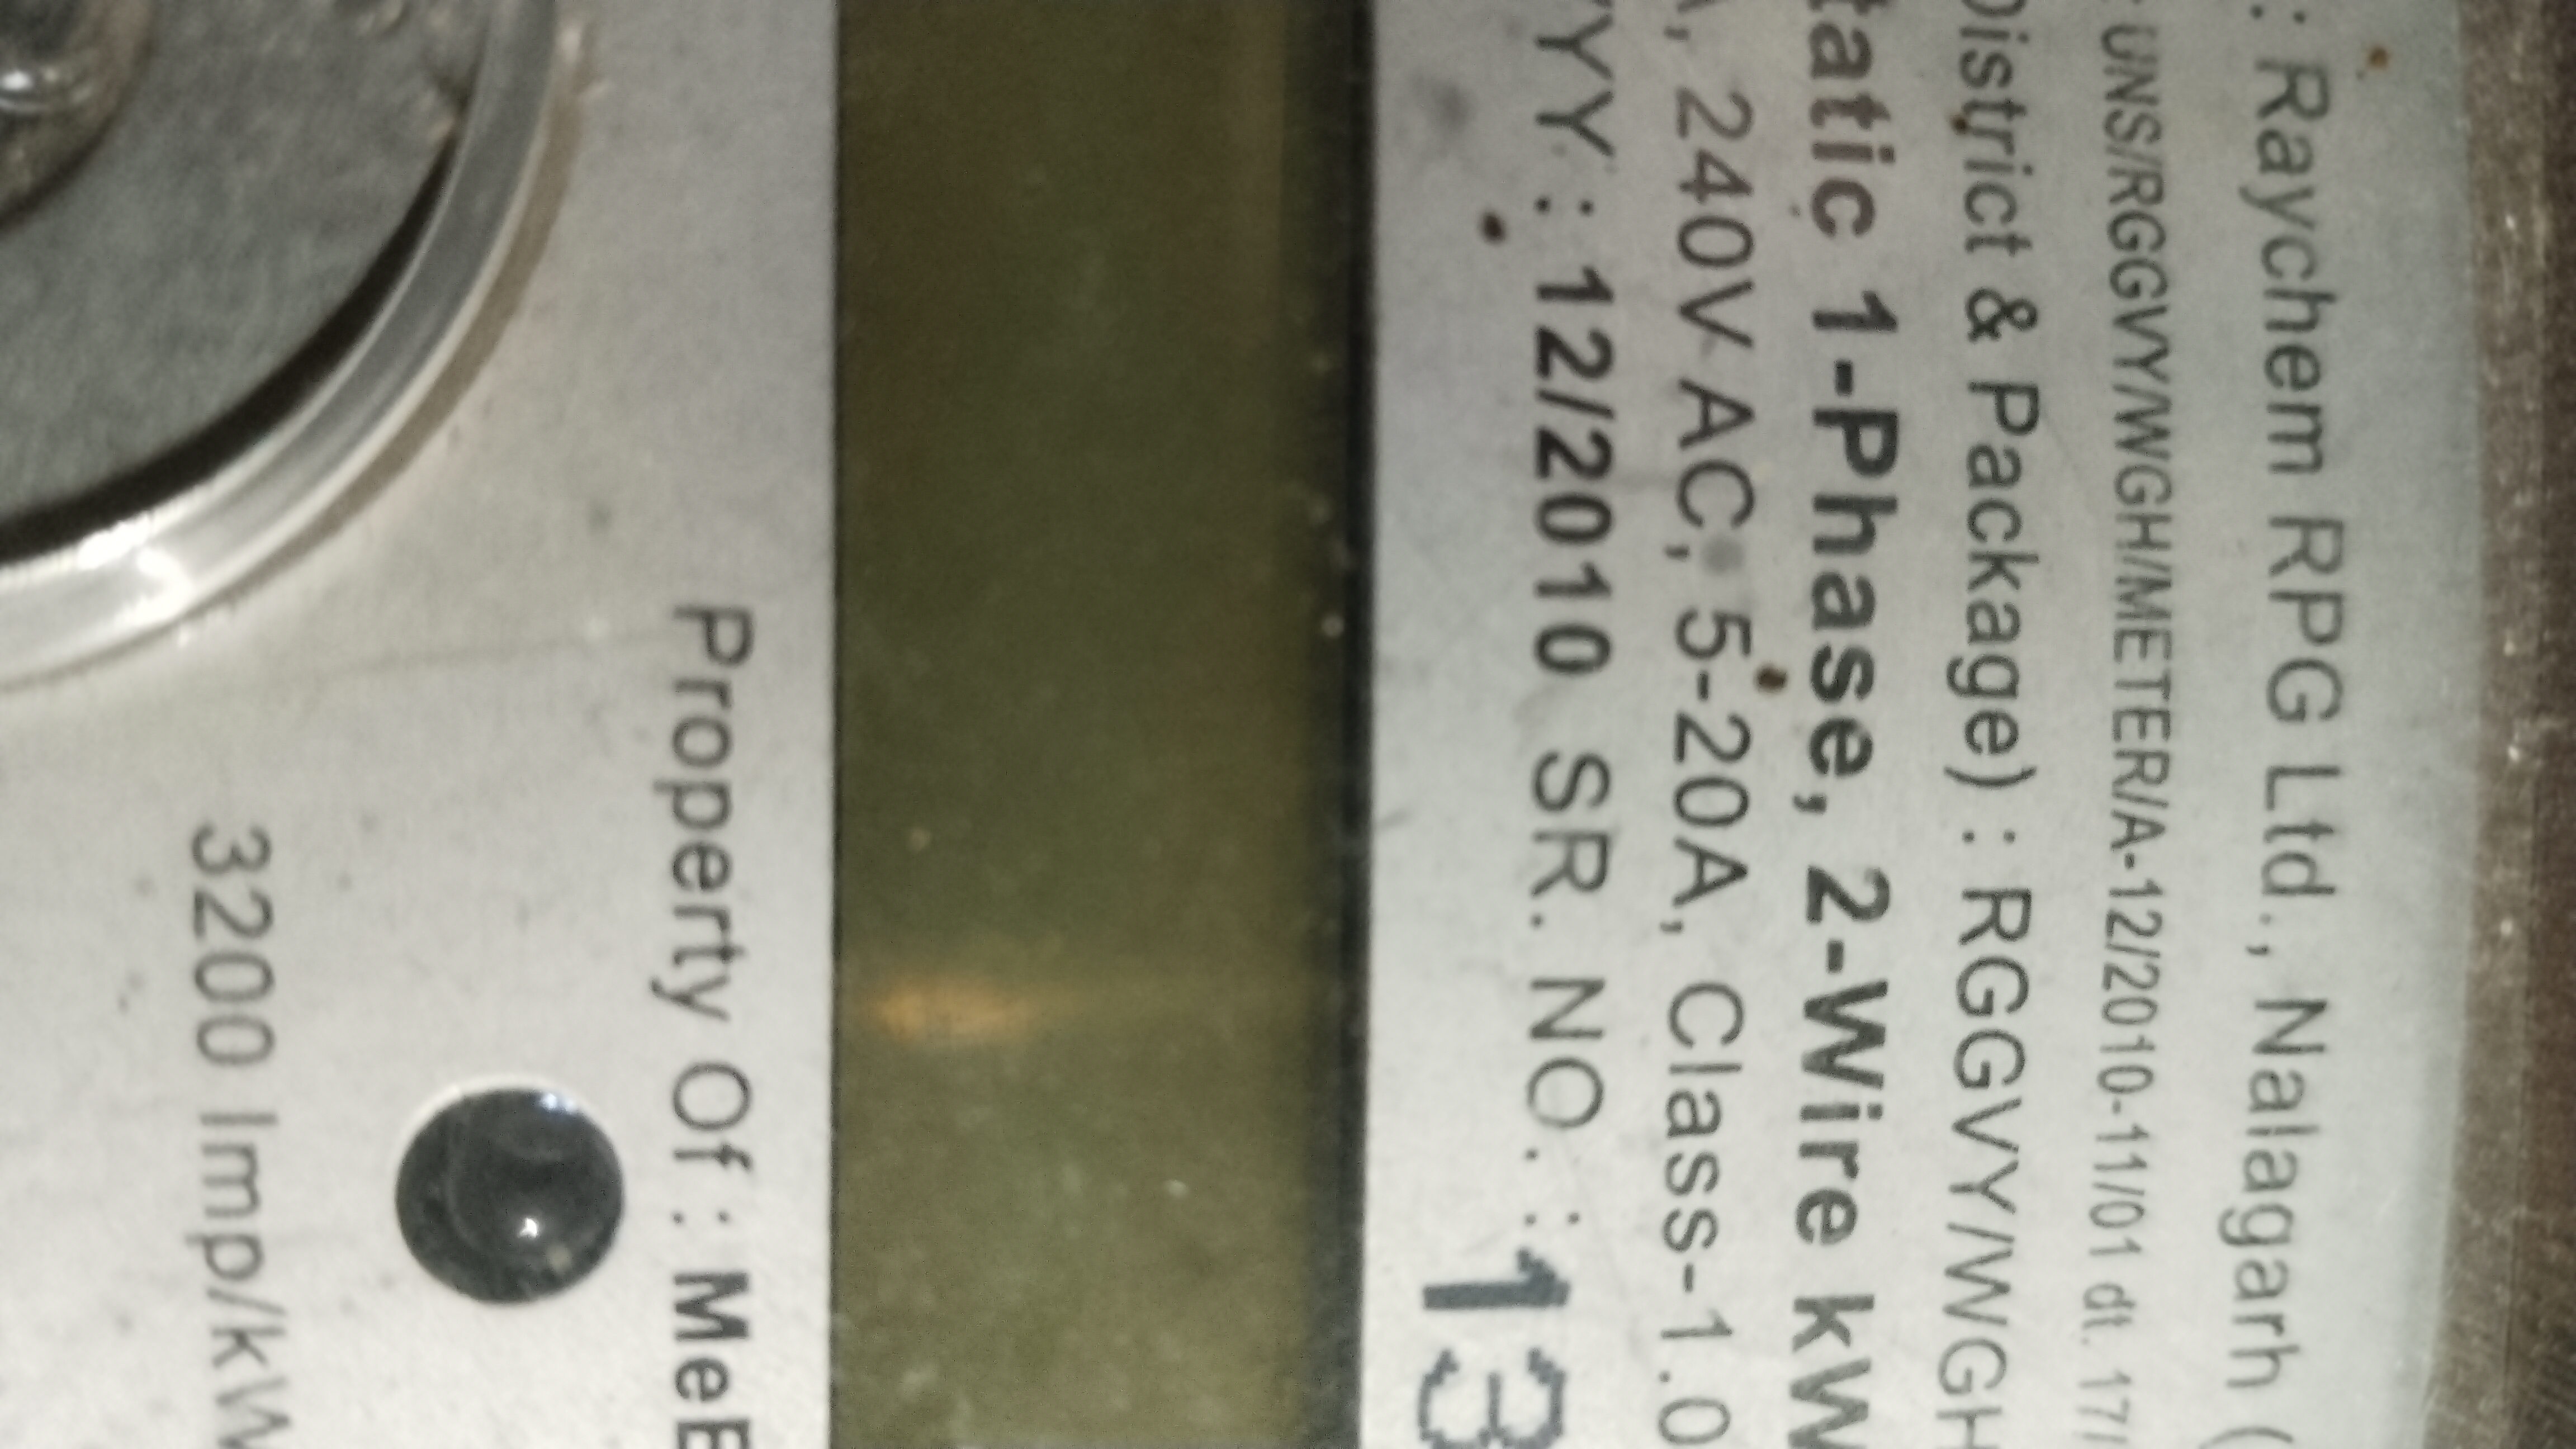 : Raychem RPG Ltd., Nalagarh (
: UNS/RGGVY/WGH/METER/A-12/2010-11/01 dt. 17/
District & Package) : RGGVY/WGH
tatic 1-Phase, 2-Wire kW
A, 240V AC, 5-20A, Class-1.0
YYY : 12/2010 SR. NO. : 13
Property Of : MeE
3200 Imp/kW